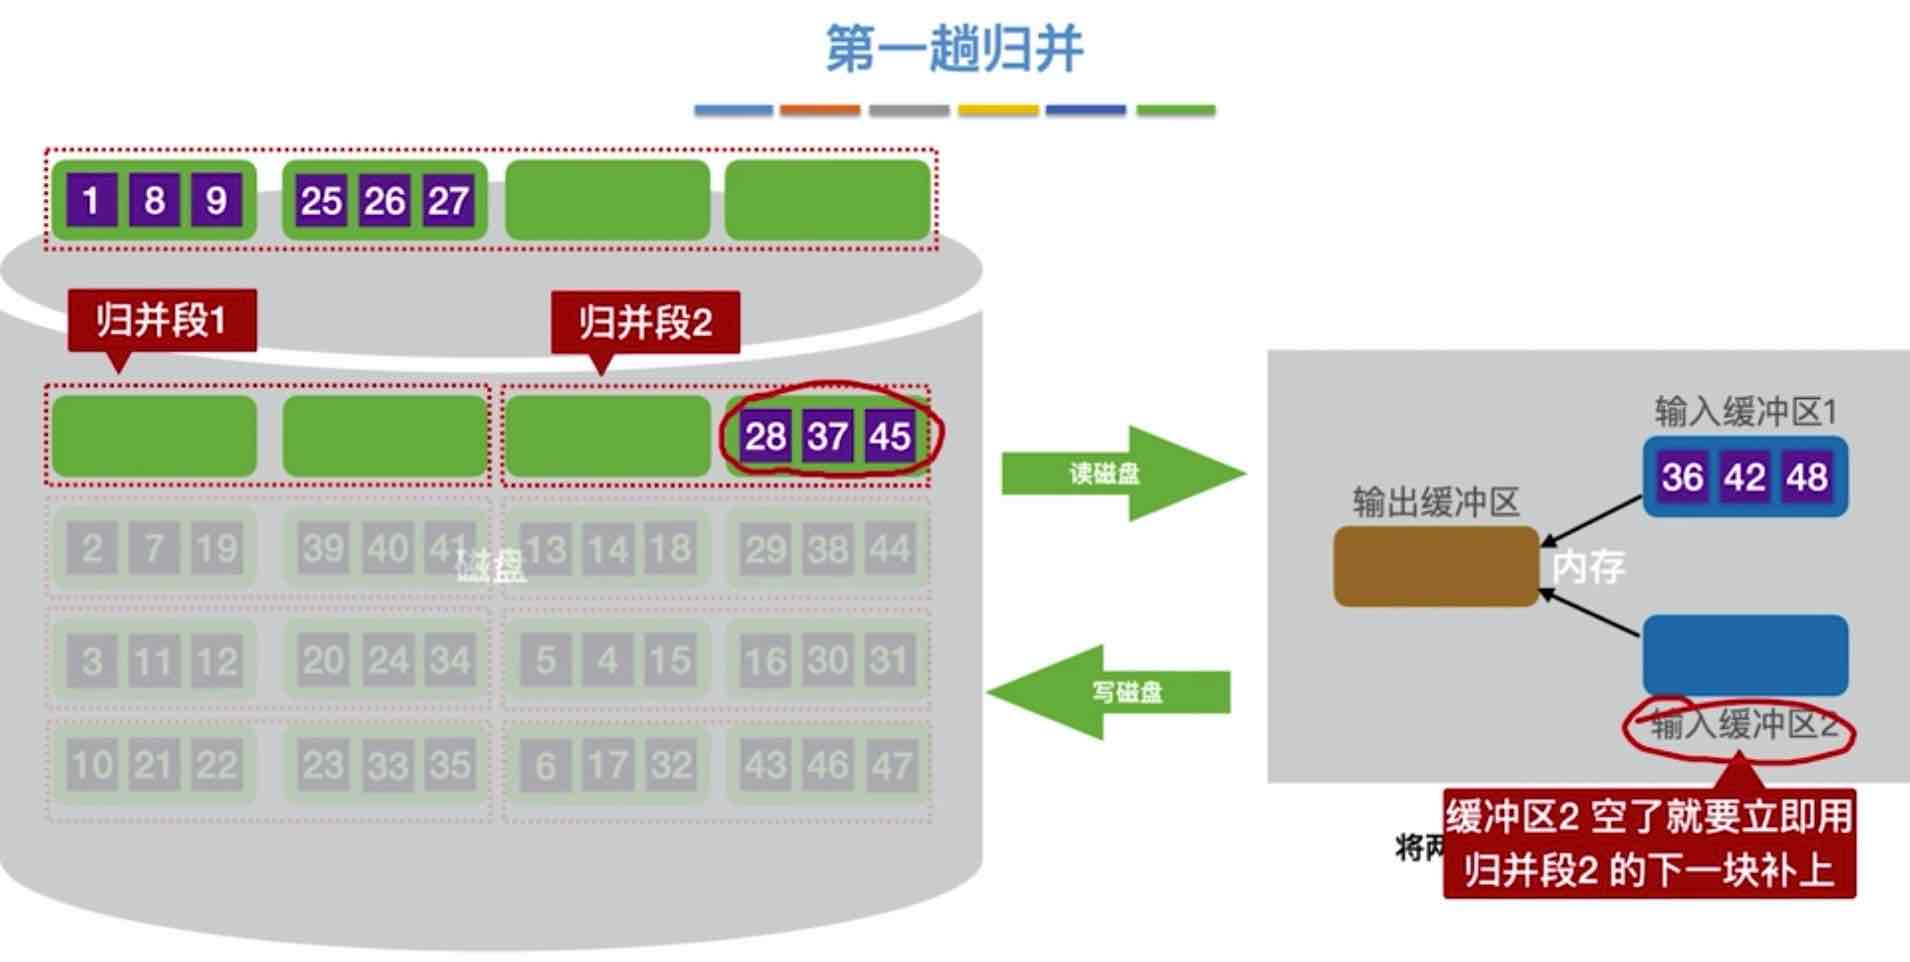 第一趟归并
1 8 9 25 26 27
归并段1 归并段2
28 37 45
2 7 19 39 40 41 13 14 18 29 38 44
磁盘
3 11 12 20 24 34 5 4 15 16 30 31
10 21 22 23 33 35 6 17 32 43 46 47
读磁盘
写磁盘
输入缓冲区1
36 42 48
输出缓冲区
内存
输入缓冲区2
缓冲区2 空了就要立即用
归并段2 的下一块补上
将两